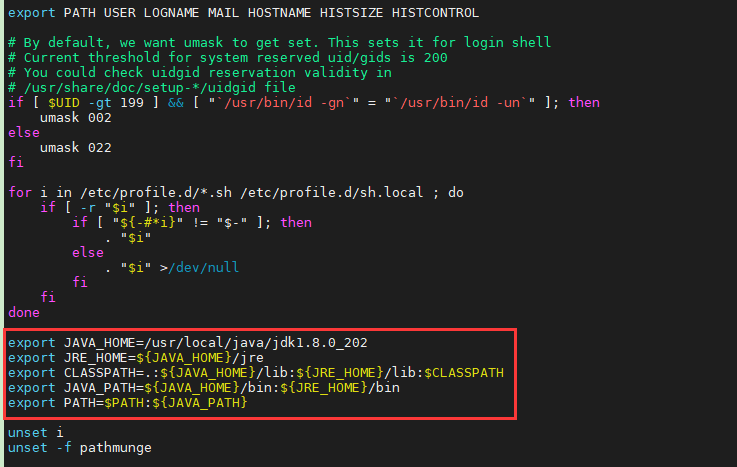 export PATH USER LOGNAME MAIL HOSTNAME HISTSIZE HISTCONTROL
# By default, we want umask to get set. This sets it for login shell
# Current threshold for system reserved uid/gids is 200
# You could check uidgid reservation validity in
# /usr/share/doc/setup-*/uidgid file
if [ $UID -gt 199 ] && [ "`/usr/bin/id -gn`" = "`/usr/bin/id -un`" ]; then
    umask 002
else
    umask 022
fi
for i in /etc/profile.d/*.sh /etc/profile.d/sh.local ; do
    if [ -r "$i" ]; then
        if [ "${-#*i}" != "$-" ]; then
            . "$i"
        else
            . "$i" >/dev/null
        fi
    fi
done
export JAVA_HOME=/usr/local/java/jdk1.8.0_202
export JRE_HOME=${JAVA_HOME}/jre
export CLASSPATH=.:${JAVA_HOME}/lib:${JRE_HOME}/lib:$CLASSPATH
export JAVA_PATH=${JAVA_HOME}/bin:${JRE_HOME}/bin
export PATH=$PATH:${JAVA_PATH}
unset i
unset -f pathmunge